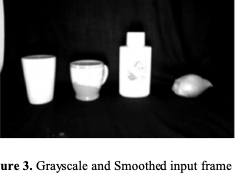 ure 3. Grayscale and Smoothed input frame